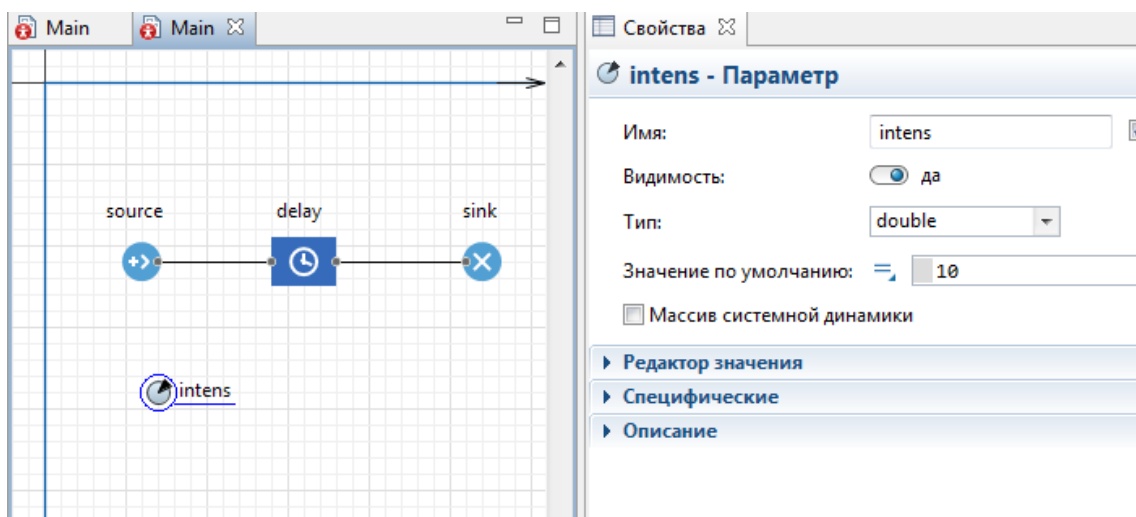 Main
Main
Свойства
intens - Параметр
Имя:
intens
Видимость:
да
source
delay
sink
Тип:
double
Значение по умолчанию:
10
Массив системной динамики
Редактор значения
intens
Специфические
Описание